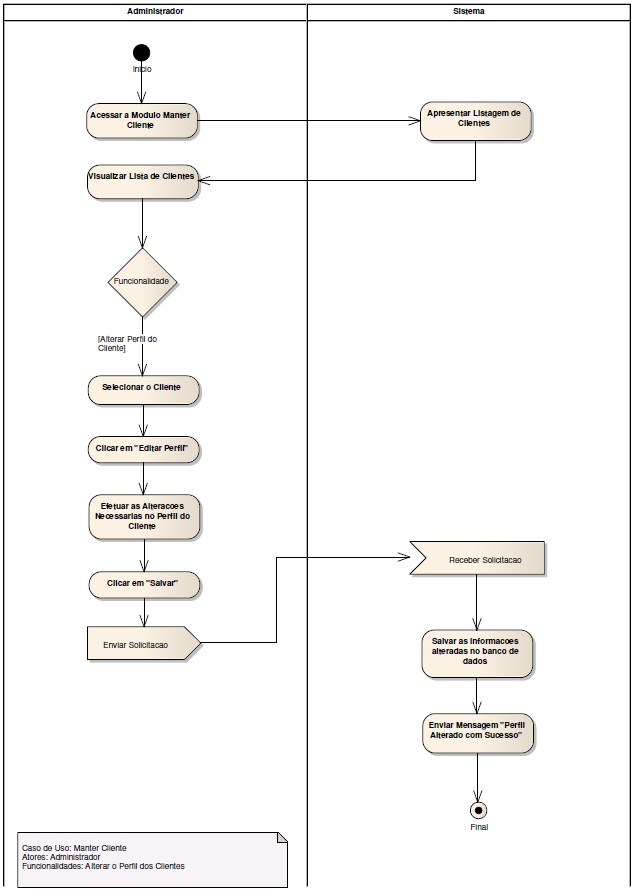 Administrador
Sistema
Inicio
Acessar a Modulo Manter
Cliente
Apresentar Listagem de
Clientes
Visualizar Lista de Clientes
Funcionalidade
[Alterar Perfil do
Cliente]
Selecionar o Cliente
Clicar em "Editar Perfil"
Efetuar as Alteracoes
Necessarias no Perfil do
Cliente
Clicar em "Salvar"
Enviar Solicitacao
Receber Solicitacao
Salvar as informacoes
alteradas no banco de
dados
Enviar Mensagem "Perfil
Alterado com Sucesso"
Final
Caso de Uso: Manter Cliente
Atores: Administrador
Funcionalidades: Alterar o Perfil dos Clientes